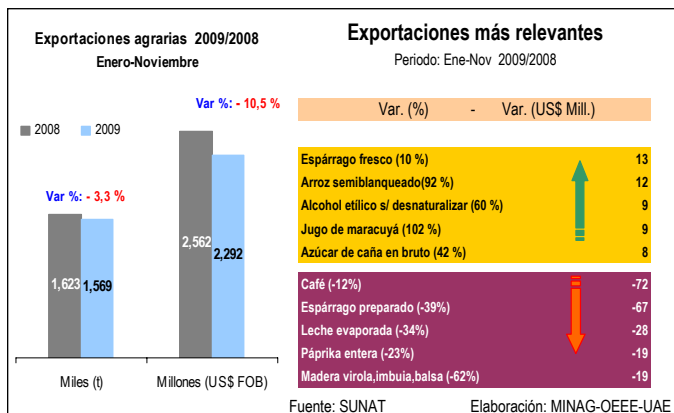 Exportaciones agrarias 2009/2008
Enero-Noviembre
Var %: - 10,5 %
2008 2009
Var %: - 3,3 %
2,562
2,292
1,623 1,569
Miles (t) Millones (US$ FOB)
Exportaciones más relevantes
Periodo: Ene-Nov 2009/2008
Var. (%) - Var. (US$ Mill.)
Espárrago fresco (10 %) 13
Arroz semiblanqueado(92 %) 12
Alcohol etílico s/ desnaturalizar (60 %) 9
Jugo de maracuyá (102 %) 9
Azúcar de caña en bruto (42 %) 8
Café (-12%) -72
Espárrago preparado (-39%) -67
Leche evaporada (-34%) -28
Páprika entera (-23%) -19
Madera virola,imbuia,balsa (-62%) -19
Fuente: SUNAT Elaboración: MINAG-OEEE-UAE